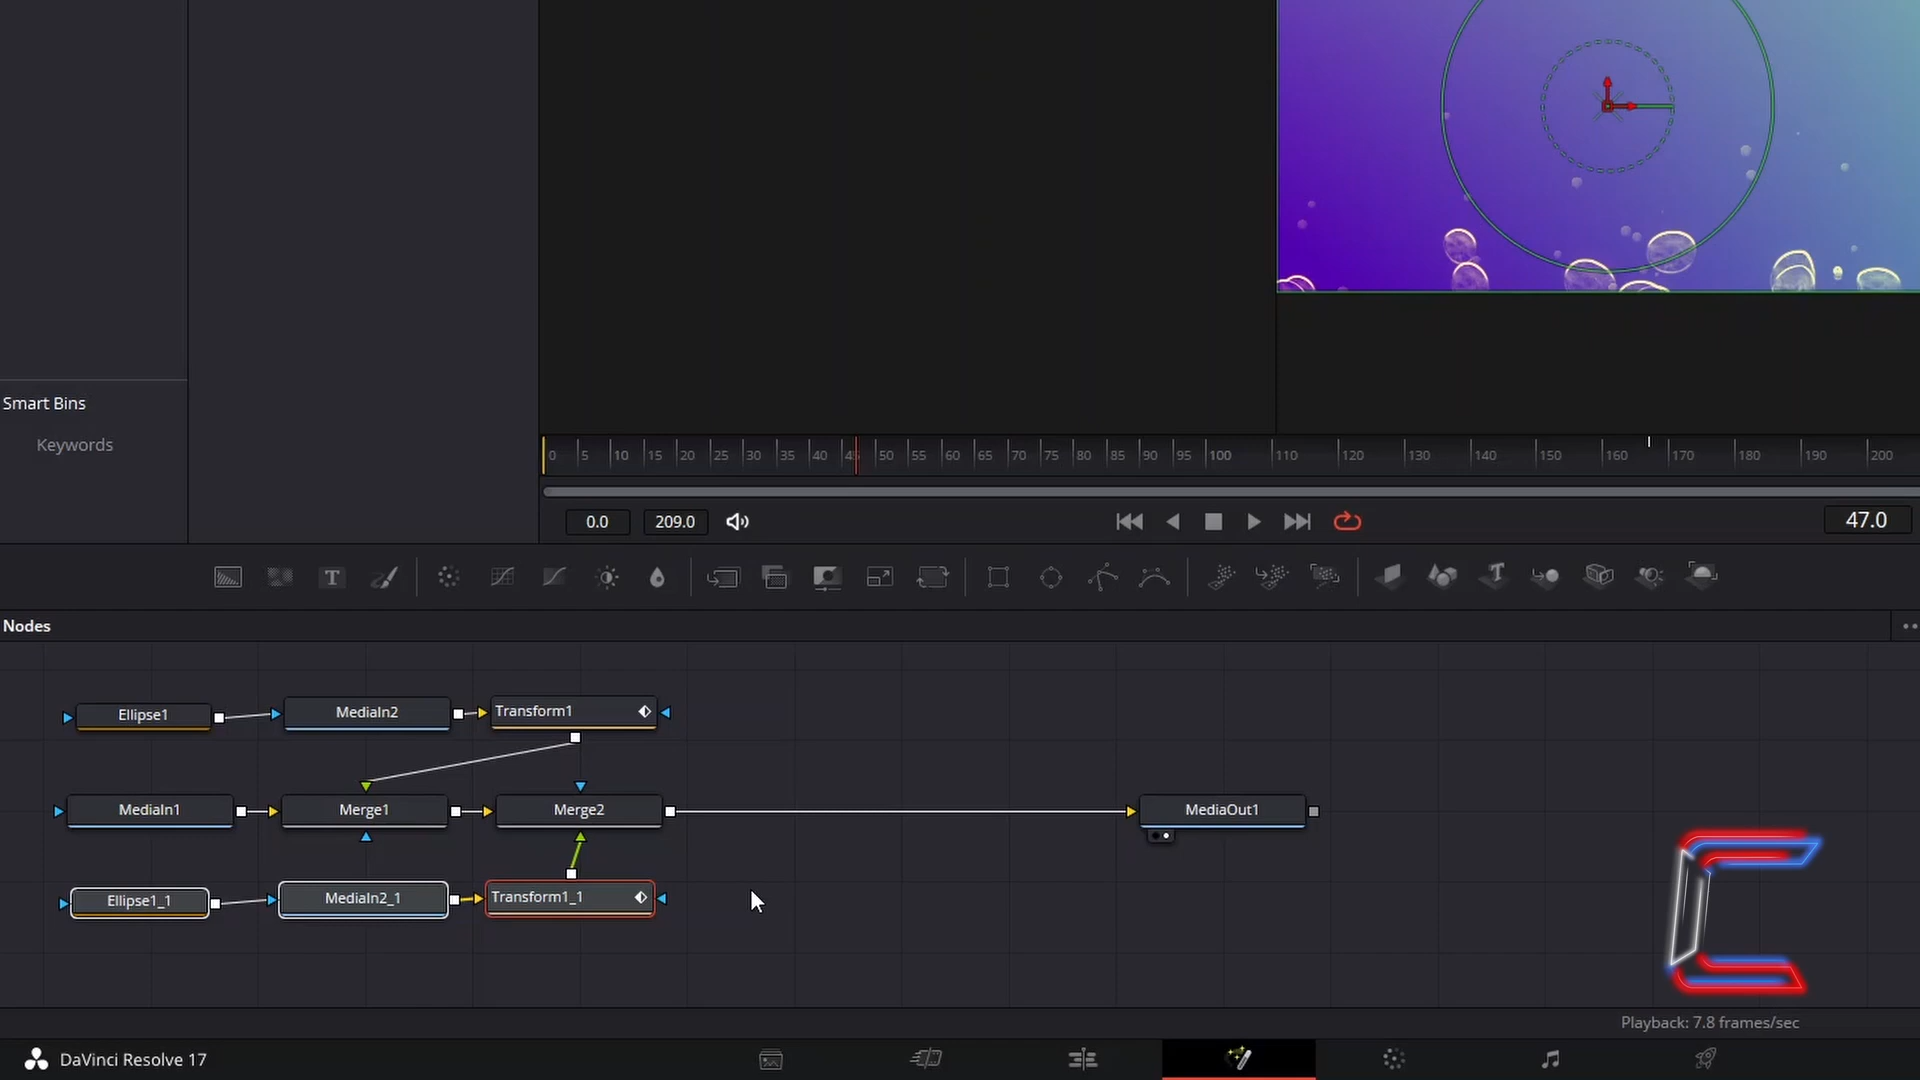 Smart Bins
Keywords
0 5 10 15 20 25 30 35 40 45 50 55 60 65 70 75 80 85 90 95 100 110 120 130 140 150 160 170 180 190 200
0.0 209.0 47.0
T
Nodes
Ellipse1 MediaIn2 Transform1
MediaIn1 Merge1 Merge2 MediaOut1
Ellipse1_1 MediaIn2_1 Transform1_1
Playback: 7.8 frames/sec
DaVinci Resolve 17